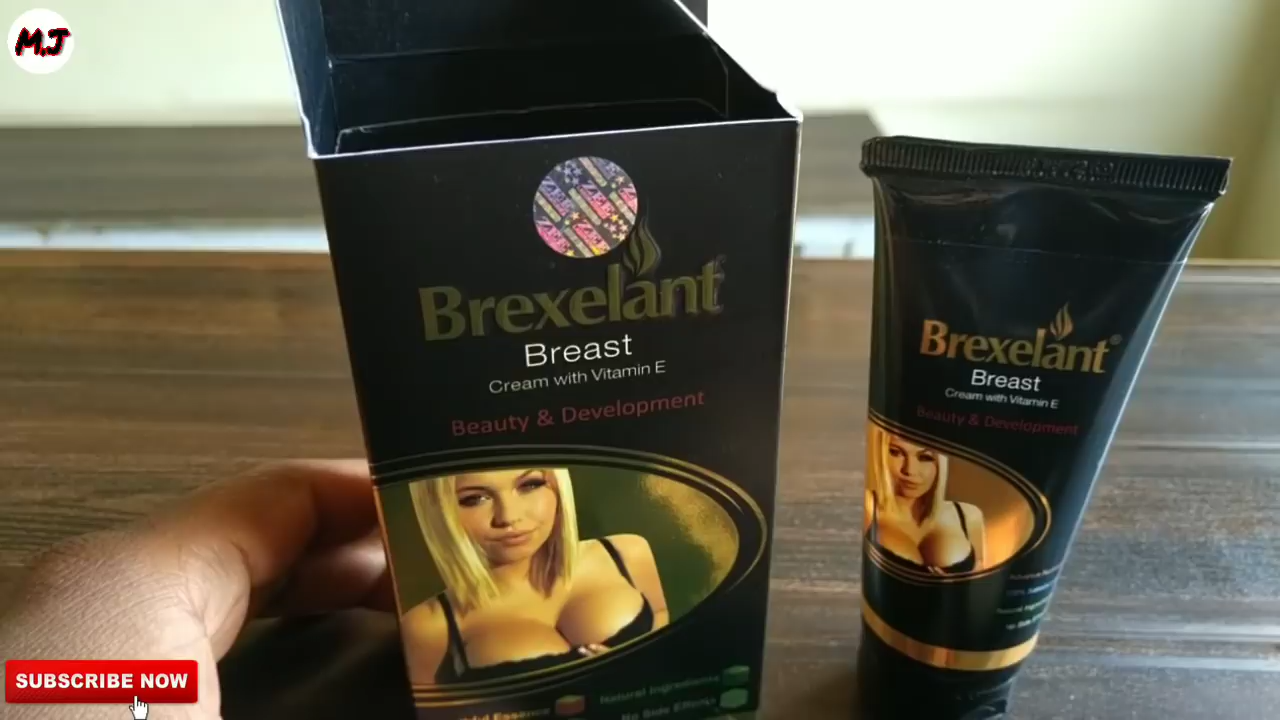 M.J
Brexelant
Breast
Cream with Vitamin E
Beauty & Development
Natural Ingredients
Essence
No Side Effects
Brexelant®
Breast
Cream with Vitamin E
Beauty & Development
SUBSCRIBE NOW